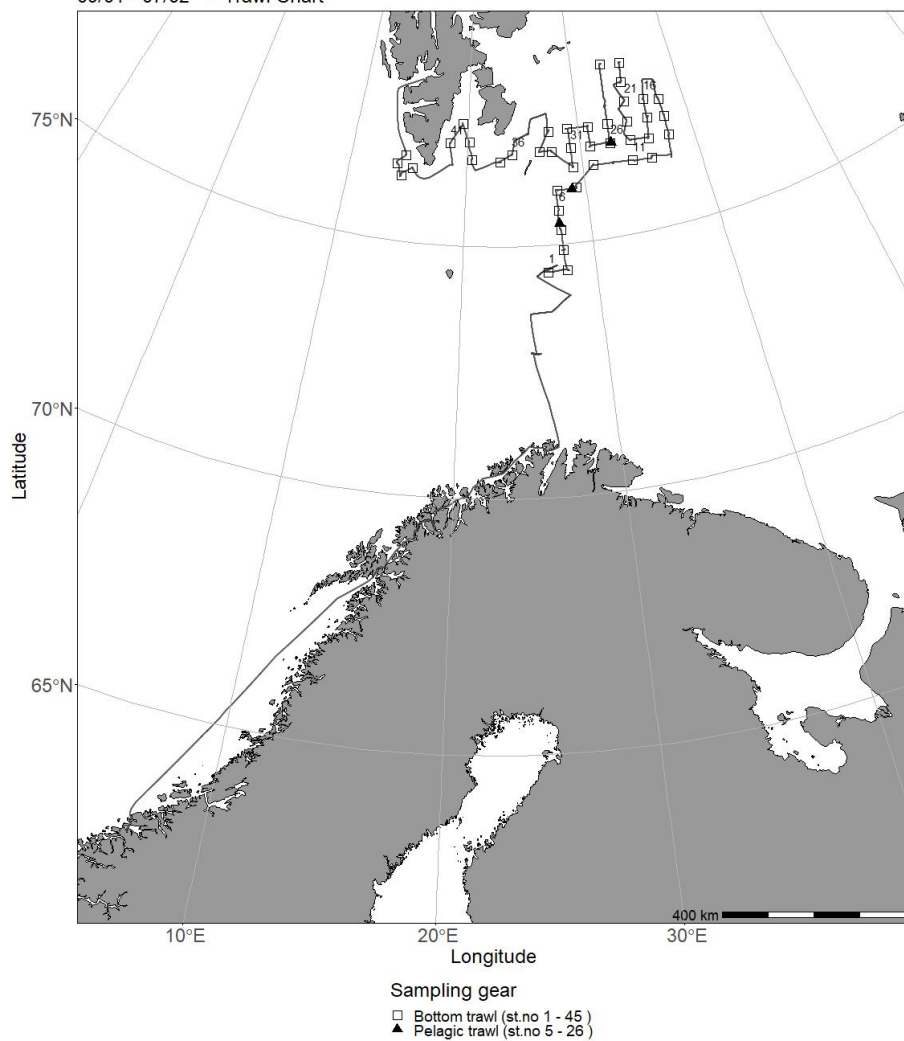 Trawl Chart
75°N
70°N
65°N
Latitude
16
21
26
41
31
36
11
6
1
400 km
10°E
20°E
30°E
Longitude
Sampling gear
Bottom trawl (st.no 1 - 45 )
Pelagic trawl (st.no 5 - 26 )